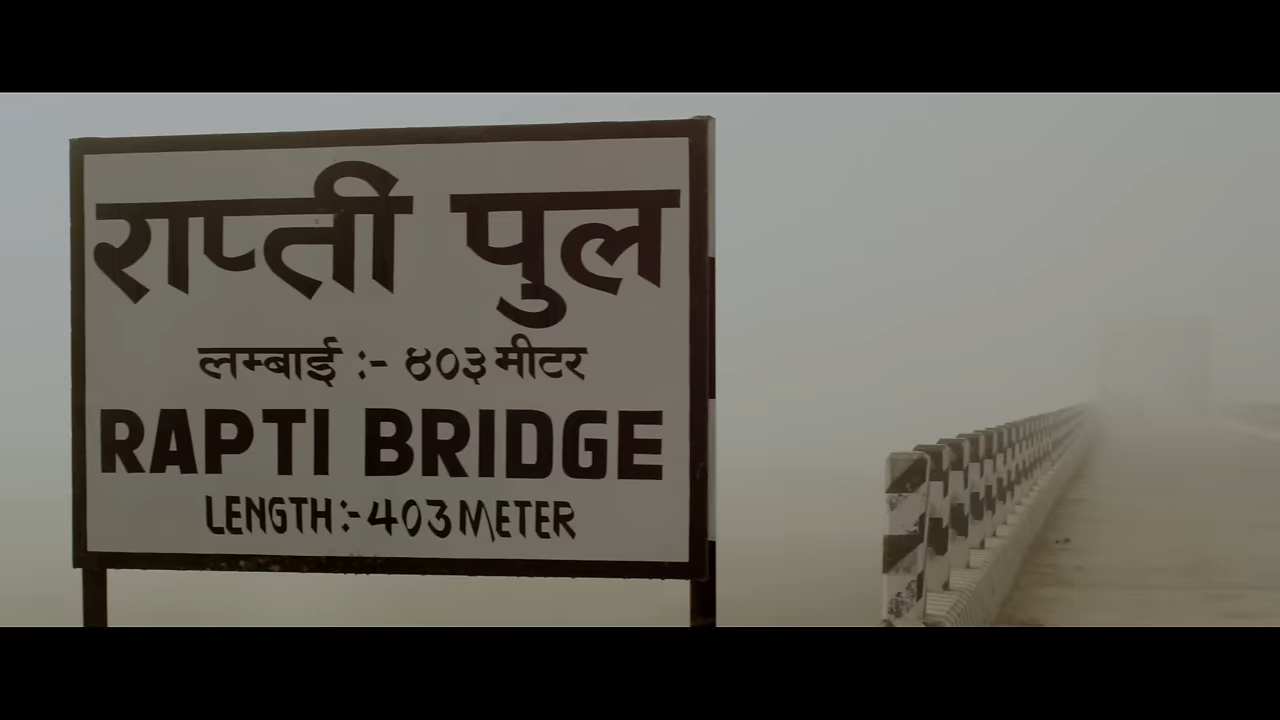 राप्ती पुल
लम्बाई :- ४०३ मीटर
RAPTI BRIDGE
LENGTH:- 403 METER